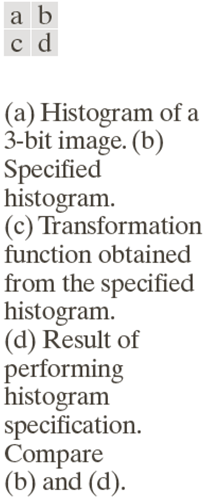 a b
c d
(a) Histogram of a
3-bit image. (b)
Specified
histogram.
(c) Transformation
function obtained
from the specified
histogram.
(d) Result of
performing
histogram
specification.
Compare
(b) and (d).